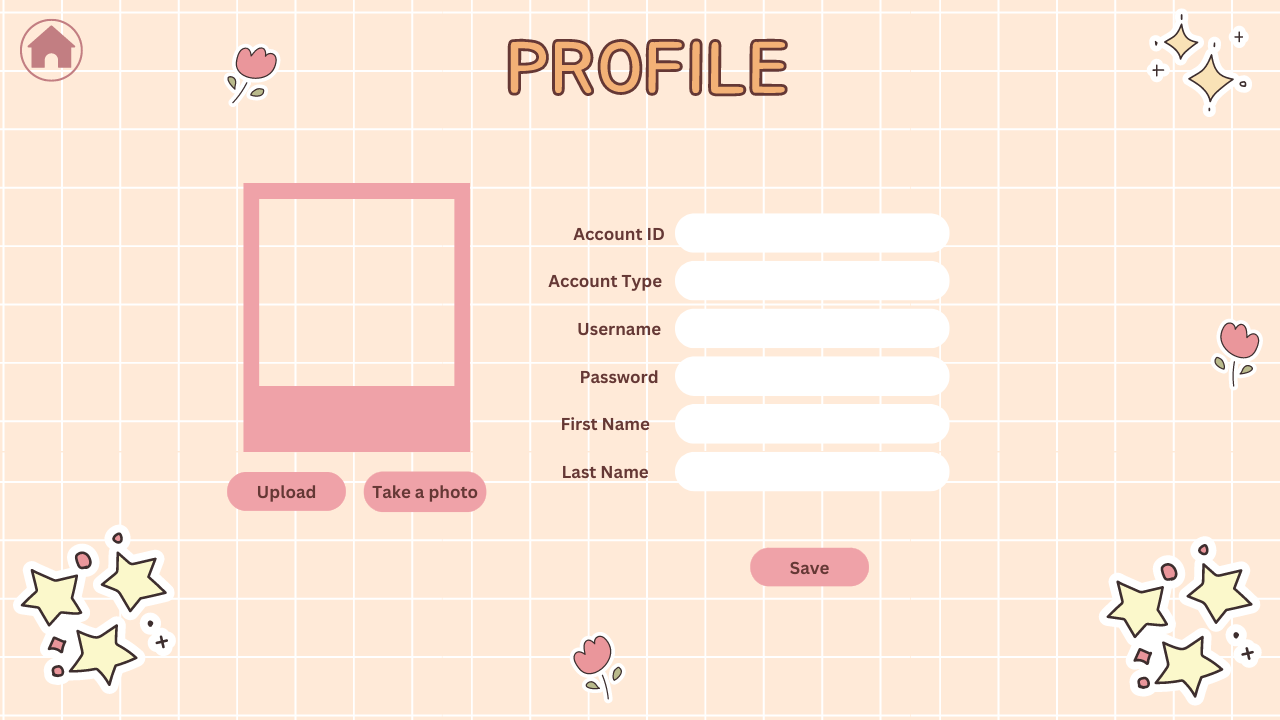 PROFILE
Account ID
Account Type
Username
Password
First Name
Last Name
Upload
Take a photo
Save